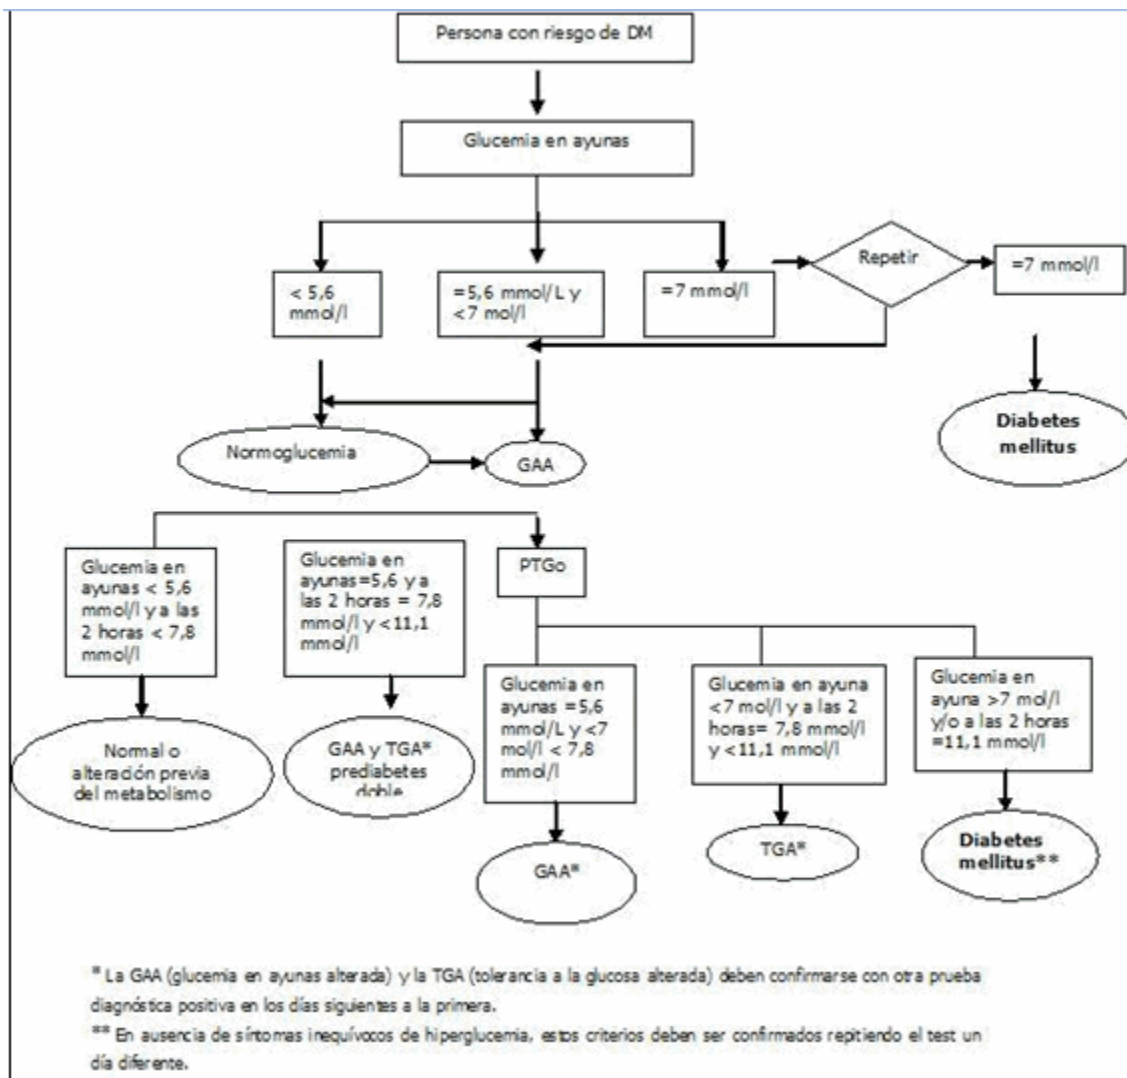 Persona con riesgo de DM
Glucemia en ayunas
< 5,6
mmol/l
=5,6 mmol/L y
<7 mol/l
=7 mmol/l
Repetir
=7 mmol/l
Diabetes
mellitus
Normoglucemia
GAA
Glucemia en
ayunas < 5,6
mmol/l y a las
2 horas < 7,8
mmol/l
Glucemia en
ayunas=5,6 y a
las 2 horas = 7,8
mmol/l y <11,1
mmol/l
PTGo
Glucemia en
ayunas =5,6
mmol/L y <7
mol/l < 7,8
mmol/l
Glucemia en ayuna
<7 mol/l y a las 2
horas= 7,8 mmol/l
y <11,1 mmol/l
Glucemia en
ayuna >7 mol/l
y/o a las 2 horas
=11,1 mmol/l
Normal o
alteración previa
del metabolismo
GAA y TGA*
prediabetes
doble
GAA*
TGA*
Diabetes
mellitus**
* La GAA (glucemia en ayunas alterada) y la TGA (tolerancia a la glucosa alterada) deben confirmarse con otra prueba
diagnóstica positiva en los días siguientes a la primera.
** En ausencia de síntomas inequívocos de hiperglucemia, estos criterios deben ser confirmados repitiendo el test un
día diferente.